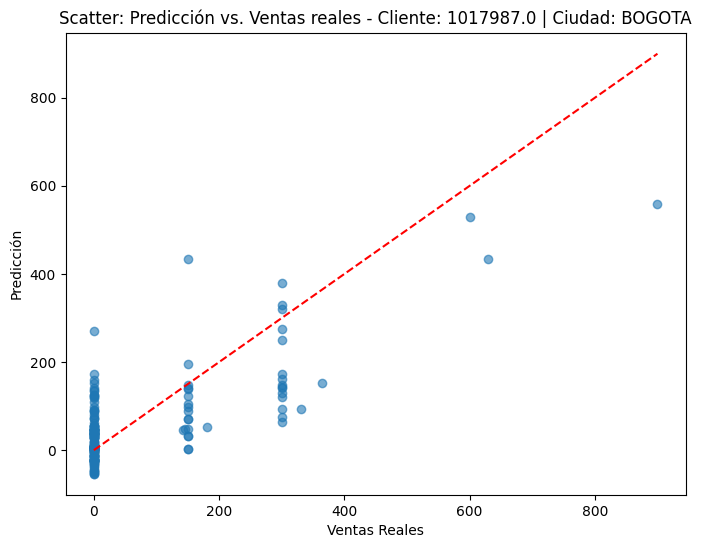 Scatter: Predicción vs. Ventas reales - Cliente: 1017987.0 | Ciudad: BOGOTA
800
600
400
200
0
Predicción
0 200 400 600 800
Ventas Reales